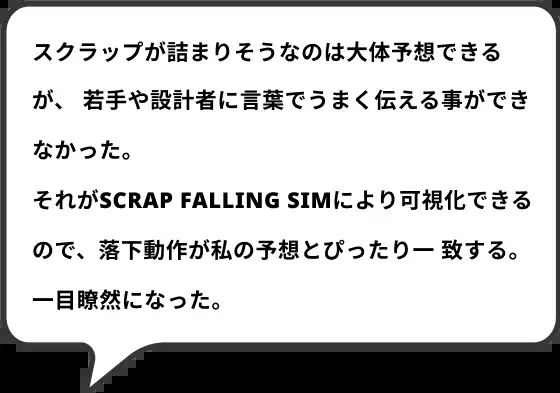 スクラップが詰まりそうなのは大体予想できる
が、 若手や設計者に言葉でうまく伝える事ができ
なかった。
それがSCRAP FALLING SIMにより可視化できる
ので、落下動作が私の予想とぴったり一 致する。
一目瞭然になった。